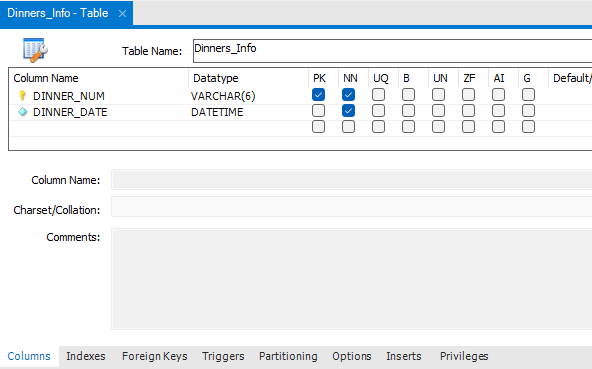 Dinners_Info - Table ×
Table Name: Dinners_Info
Column Name Datatype PK NN UQ B UN ZF AI G Default/
DINNER_NUM VARCHAR(6)
DINNER_DATE DATETIME
Column Name:
Charset/Collation:
Comments:
Columns Indexes Foreign Keys Triggers Partitioning Options Inserts Privileges